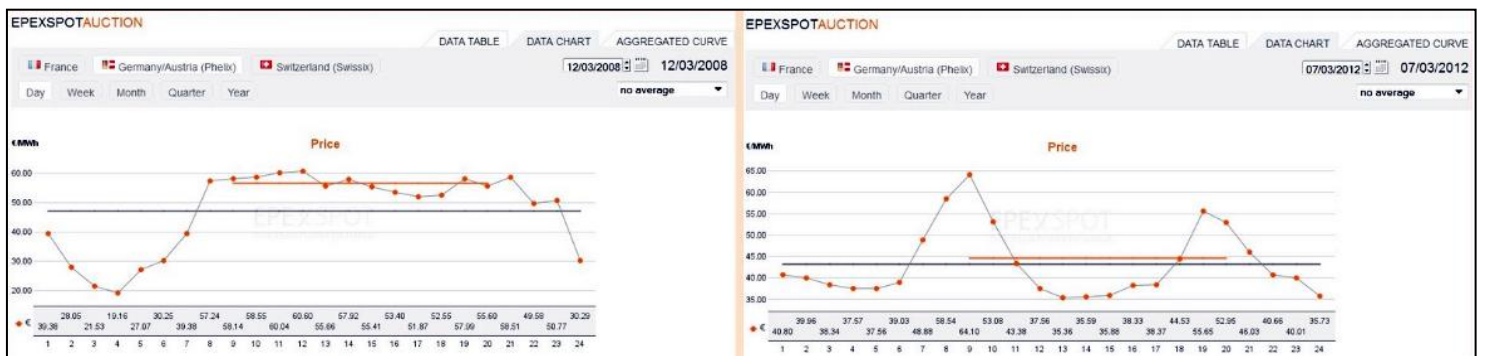 EPEXSPOTAUCTION
DATA TABLE DATA CHART AGGREGATED CURVE
France Germany/Austria (Phelix) Switzerland (Swissix) 12/03/2008 12/03/2008
Day Week Month Quarter Year no average
€/MWh Price
60.00
50.00
40.00
30.00
20.00
EPEXSPOT
28.05 19.16 30.25 57.24 58.55 60.60 57.92 53.40 52.55 55.60 49.58 30.29
€ 39.38 21.53 27.07 39.38 58.14 60.04 55.66 55.41 51.87 57.99 58.51 50.77
1 2 3 4 5 6 7 8 9 10 11 12 13 14 15 16 17 18 19 20 21 22 23 24
EPEXSPOTAUCTION
DATA TABLE DATA CHART AGGREGATED CURVE
France Germany/Austria (Phelix) Switzerland (Swissix) 07/03/2012 07/03/2012
Day Week Month Quarter Year no average
€/MWh Price
65.00
60.00
55.00
50.00
45.00
40.00
35.00
EPEXSPOT
39.96 37.57 39.03 58.54 53.08 37.56 35.59 38.33 44.53 52.95 40.66 35.73
€ 40.80 38.34 37.56 48.88 64.10 43.38 35.36 35.88 38.37 55.65 46.03 40.01
1 2 3 4 5 6 7 8 9 10 11 12 13 14 15 16 17 18 19 20 21 22 23 24